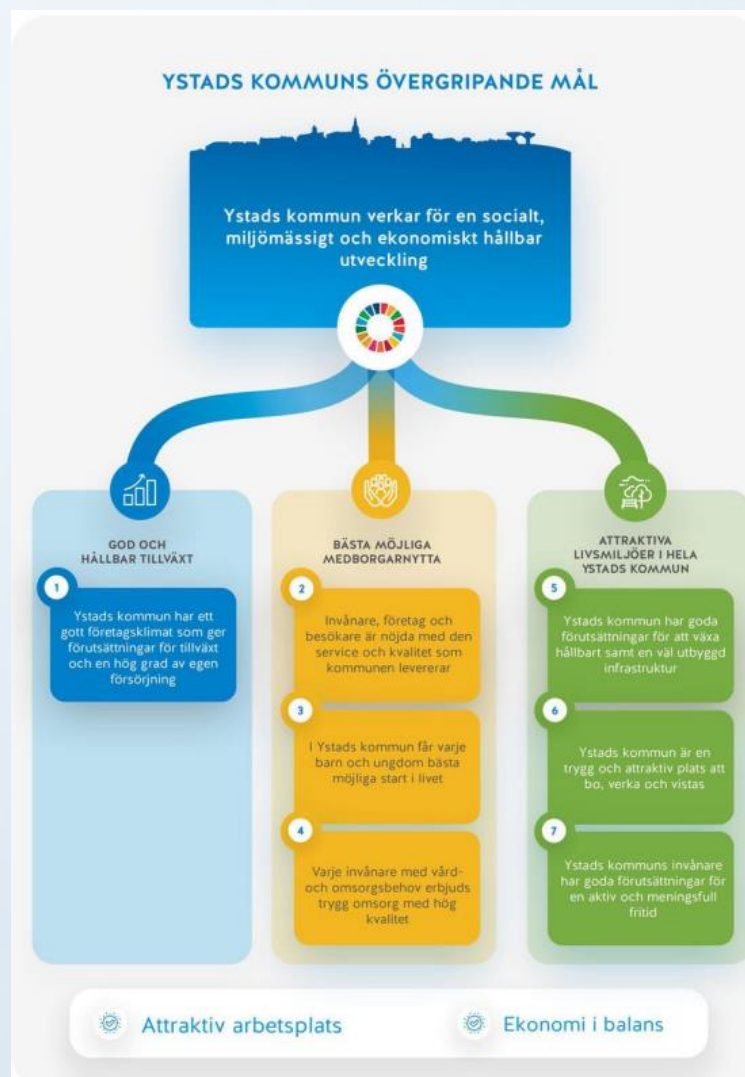 YSTADS KOMMUNS ÖVERGRIPANDE MÅL
Ystads kommun verkar för en socialt,
miljömässigt och ekonomiskt hållbar
utveckling
GOD OCH
HÅLLBAR TILLVÄXT
1
Ystads kommun har ett
gott företagsklimat som ger
förutsättningar för tillväxt
och en hög grad av egen
försörjning
BÄSTA MÖJLIGA
MEDBORGARNYTTA
2
Invånare, företag och
besökare är nöjda med den
service och kvalitet som
kommunen levererar
3
I Ystads kommun får varje
barn och ungdom bästa
möjliga start i livet
4
Varje invånare med vård-
och omsorgsbehov erbjuds
trygg omsorg med hög
kvalitet
ATTRAKTIVA
LIVSMILJÖER I HELA
YSTADS KOMMUN
5
Ystads kommun har goda
förutsättningar för att växa
hållbart samt en väl utbyggd
infrastruktur
6
Ystads kommun är en
trygg och attraktiv plats att
bo, verka och vistas
7
Ystads kommuns invånare
har goda förutsättningar för
en aktiv och meningsfull
fritid
Attraktiv arbetsplats
Ekonomi i balans